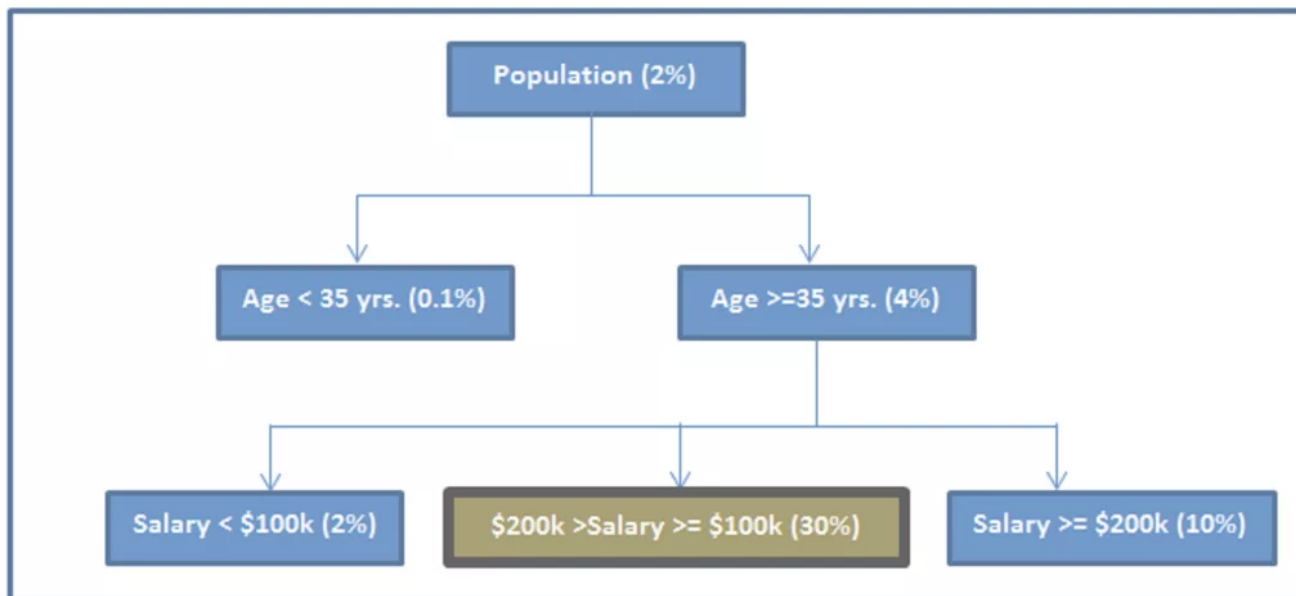 Population (2%)
Age < 35 yrs. (0.1%)
Age >=35 yrs. (4%)
Salary < $100k (2%)
$200k >Salary >= $100k (30%)
Salary >= $200k (10%)